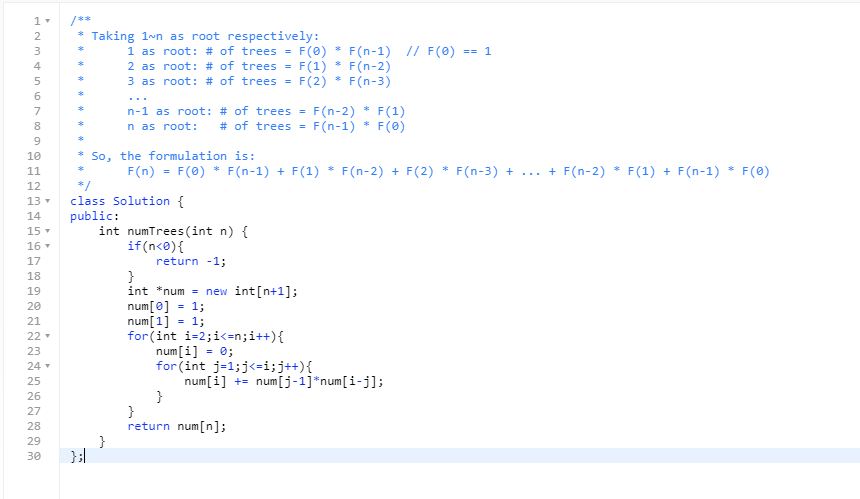 1 /**
2  * Taking 1~n as root respectively:
3  *      1 as root: # of trees = F(0) * F(n-1)  // F(0) == 1
4  *      2 as root: # of trees = F(1) * F(n-2)
5  *      3 as root: # of trees = F(2) * F(n-3)
6  *      ...
7  *      n-1 as root: # of trees = F(n-2) * F(1)
8  *      n as root:   # of trees = F(n-1) * F(0)
9  *
10  * So, the formulation is:
11  *      F(n) = F(0) * F(n-1) + F(1) * F(n-2) + F(2) * F(n-3) + ... + F(n-2) * F(1) + F(n-1) * F(0)
12  */
13 class Solution {
14 public:
15     int numTrees(int n) {
16         if(n<0){
17             return -1;
18         }
19         int *num = new int[n+1];
20         num[0] = 1;
21         num[1] = 1;
22         for(int i=2;i<=n;i++){
23             num[i] = 0;
24             for(int j=1;j<=i;j++){
25                 num[i] += num[j-1]*num[i-j];
26             }
27         }
28         return num[n];
29     }
30 };